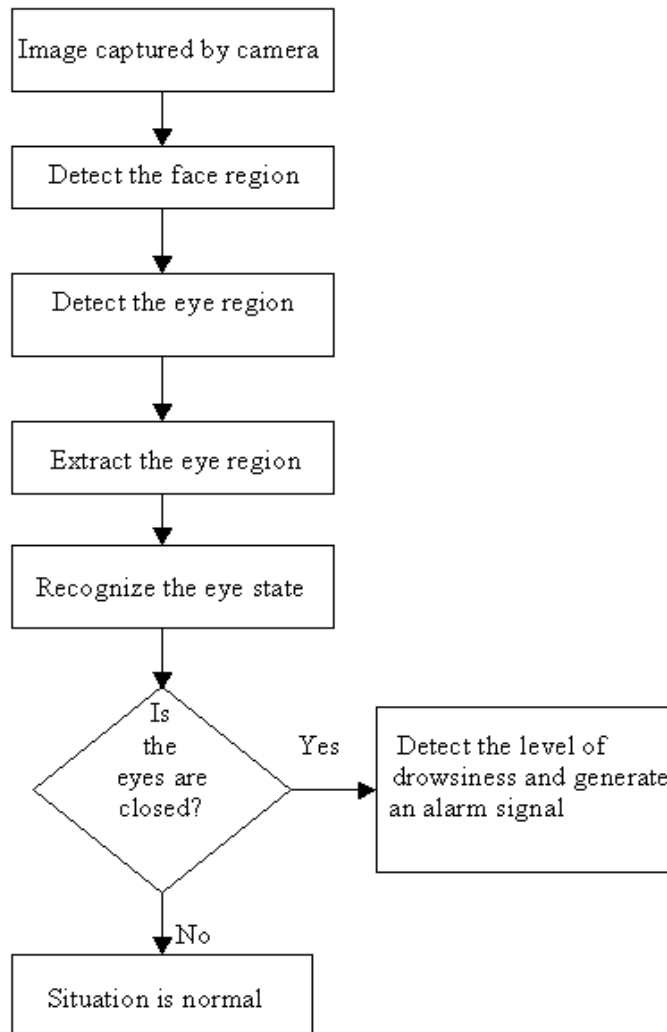 Image captured by camera
Detect the face region
Detect the eye region
Extract the eye region
Recognize the eye state
Is
the
eyes are
closed?
Yes
Detect the level of
drowsiness and generate
an alarm signal
No
Situation is normal